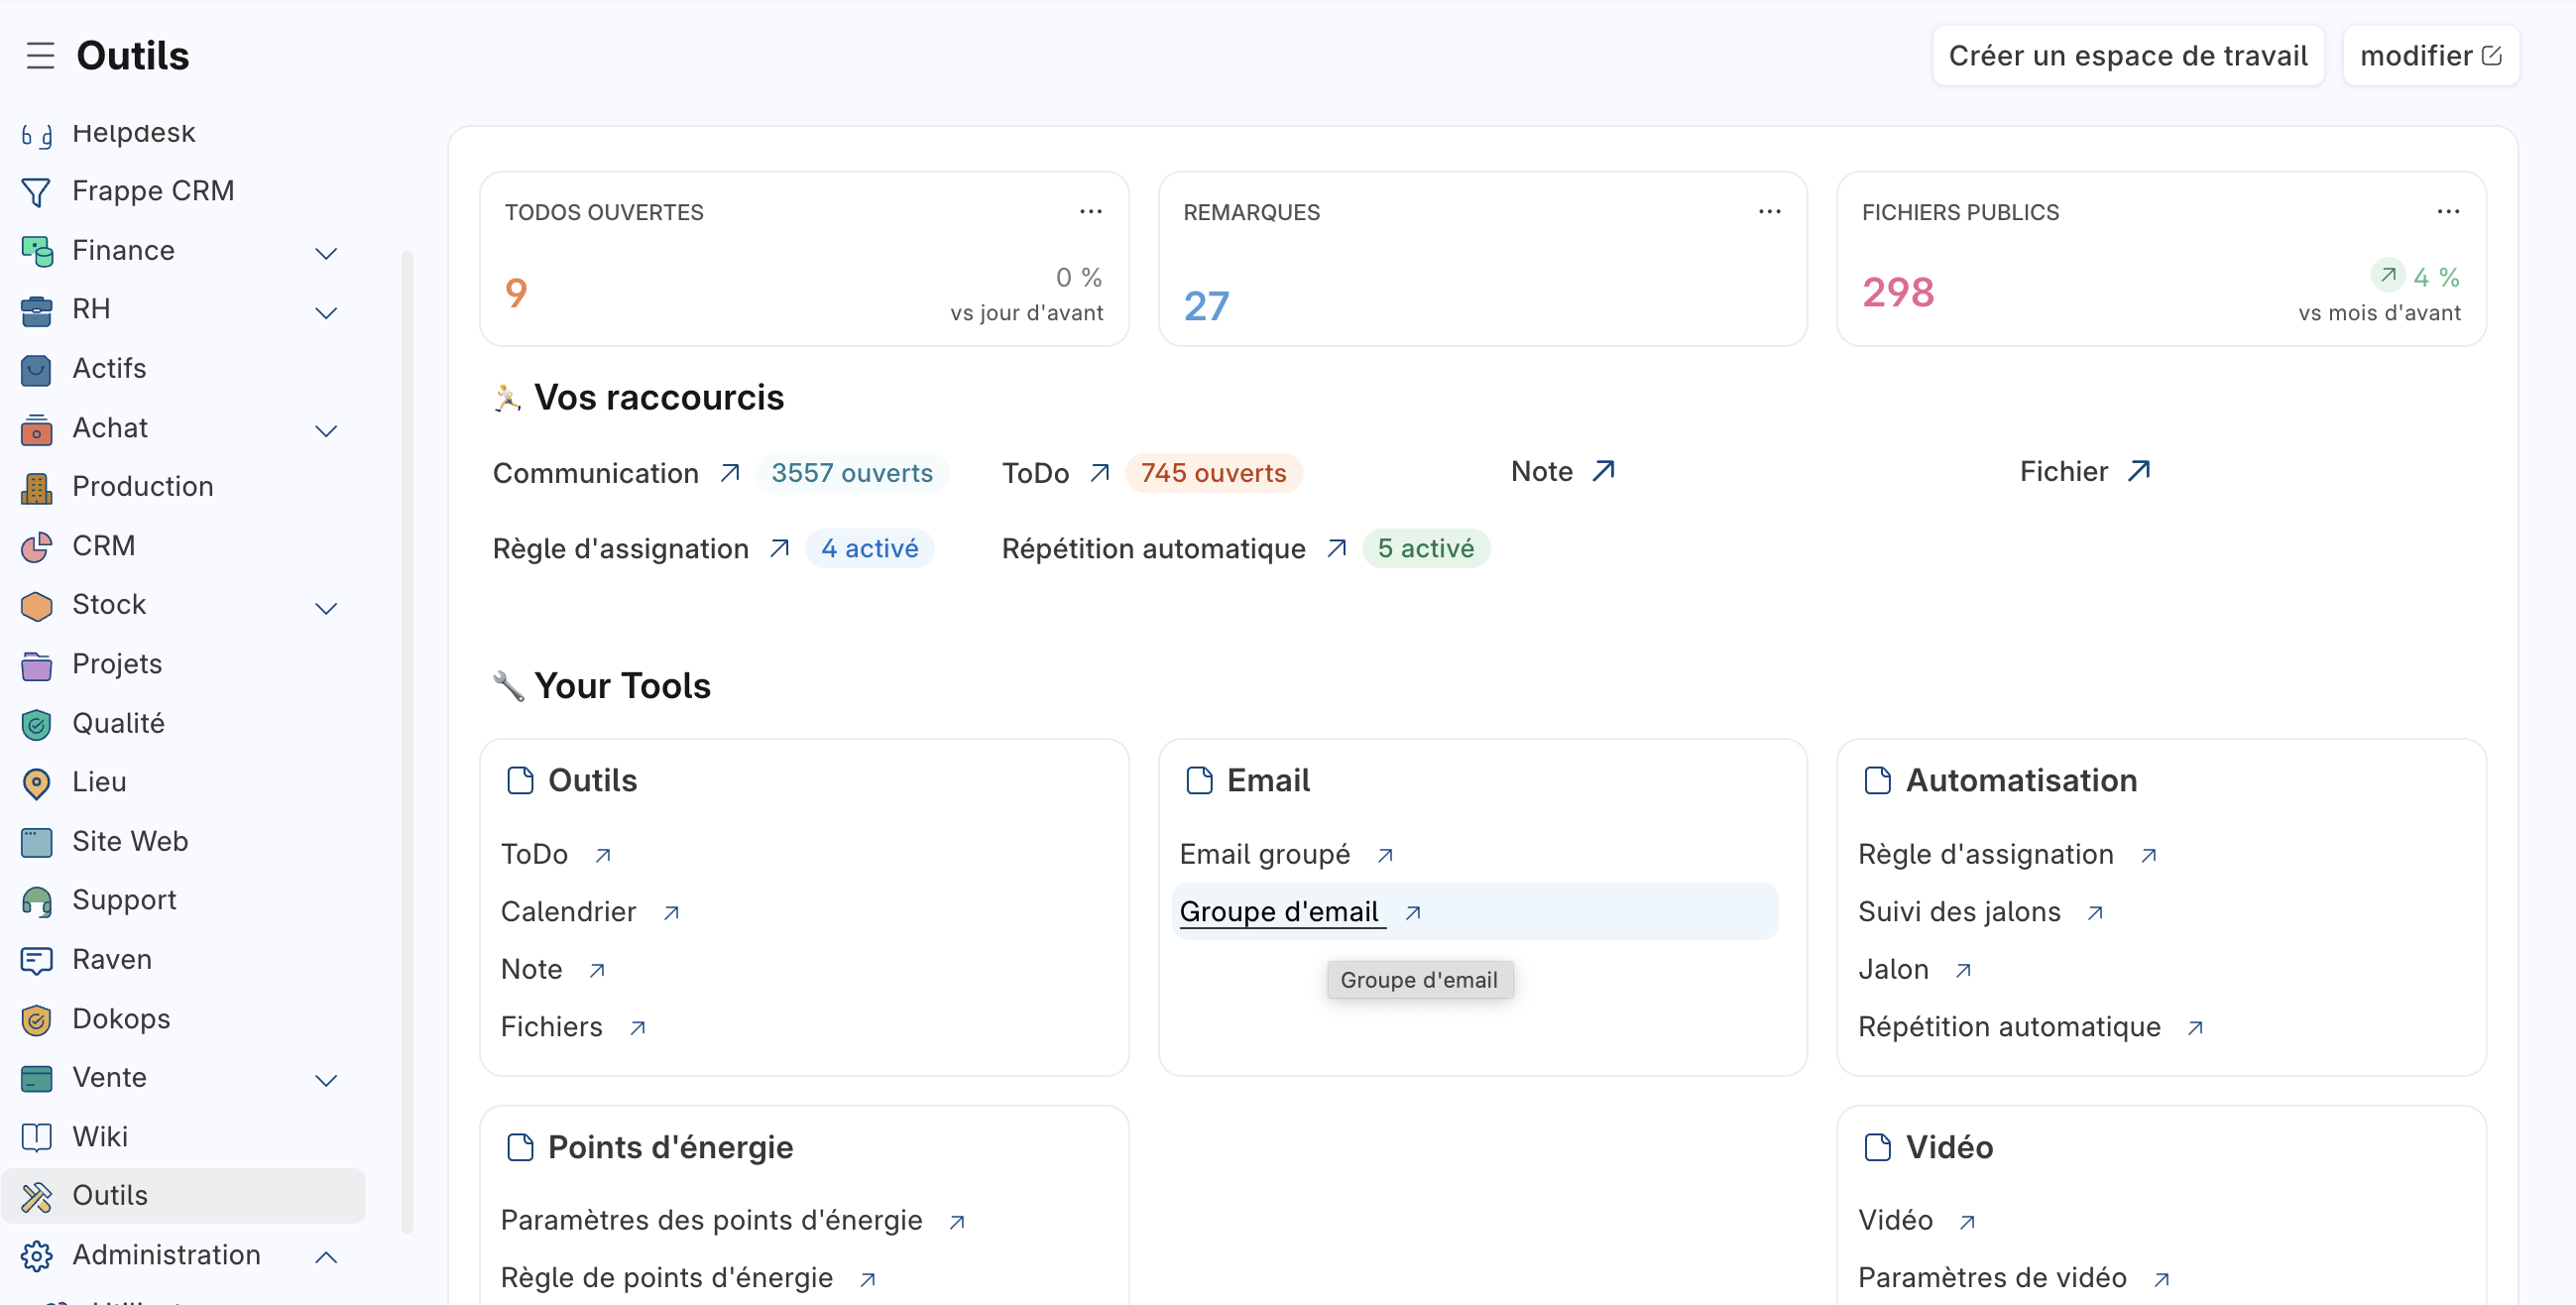 Outils
Créer un espace de travail
modifier
Helpdesk
Frappe CRM
Finance
RH
Actifs
Achat
Production
CRM
Stock
Projets
Qualité
Lieu
Site Web
Support
Raven
Dokops
Vente
Wiki
Outils
Administration
TODOS OUVERTES
9
0 %
vs jour d'avant
REMARQUES
27
FICHIERS PUBLICS
298
4 %
vs mois d'avant
Vos raccourcis
Communication 3557 ouverts
ToDo 745 ouverts
Note
Fichier
Règle d'assignation 4 activé
Répétition automatique 5 activé
Your Tools
Outils
ToDo
Calendrier
Note
Fichiers
Email
Email groupé
Groupe d'email
Groupe d'email
Automatisation
Règle d'assignation
Suivi des jalons
Jalon
Répétition automatique
Points d'énergie
Paramètres des points d'énergie
Règle de points d'énergie
Vidéo
Vidéo
Paramètres de vidéo